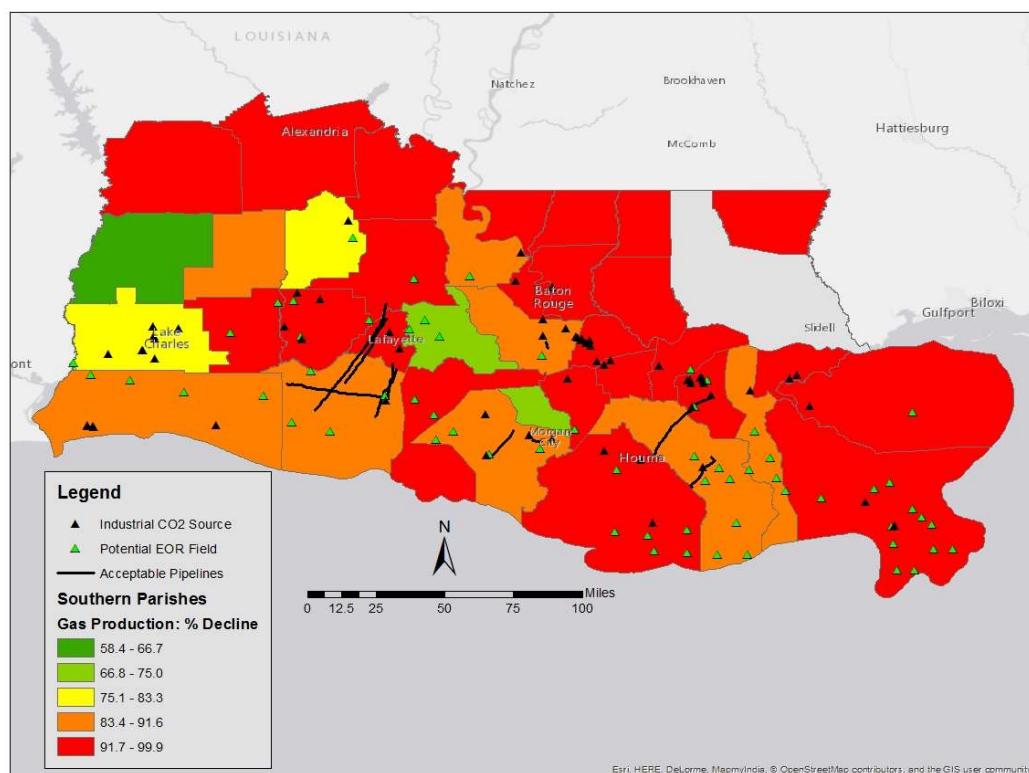 LOUISIANA
Natchez
Brookhaven
Alexandria
McComb
Hattiesburg
Baton
Rouge
Biloxi
Gulfport
Slidell
Lake
Charles
Lafayette
ont
Morgan
City
Houma
Legend
Industrial CO2 Source
Potential EOR Field
Acceptable Pipelines
Southern Parishes
Gas Production: % Decline
58.4 - 66.7
66.8 - 75.0
75.1 - 83.3
83.4 - 91.6
91.7 - 99.9
N
Miles
0 12.5 25 50 75 100
Esri, HERE, DeLorme, MapmyIndia, © OpenStreetMap contributors, and the GIS user community